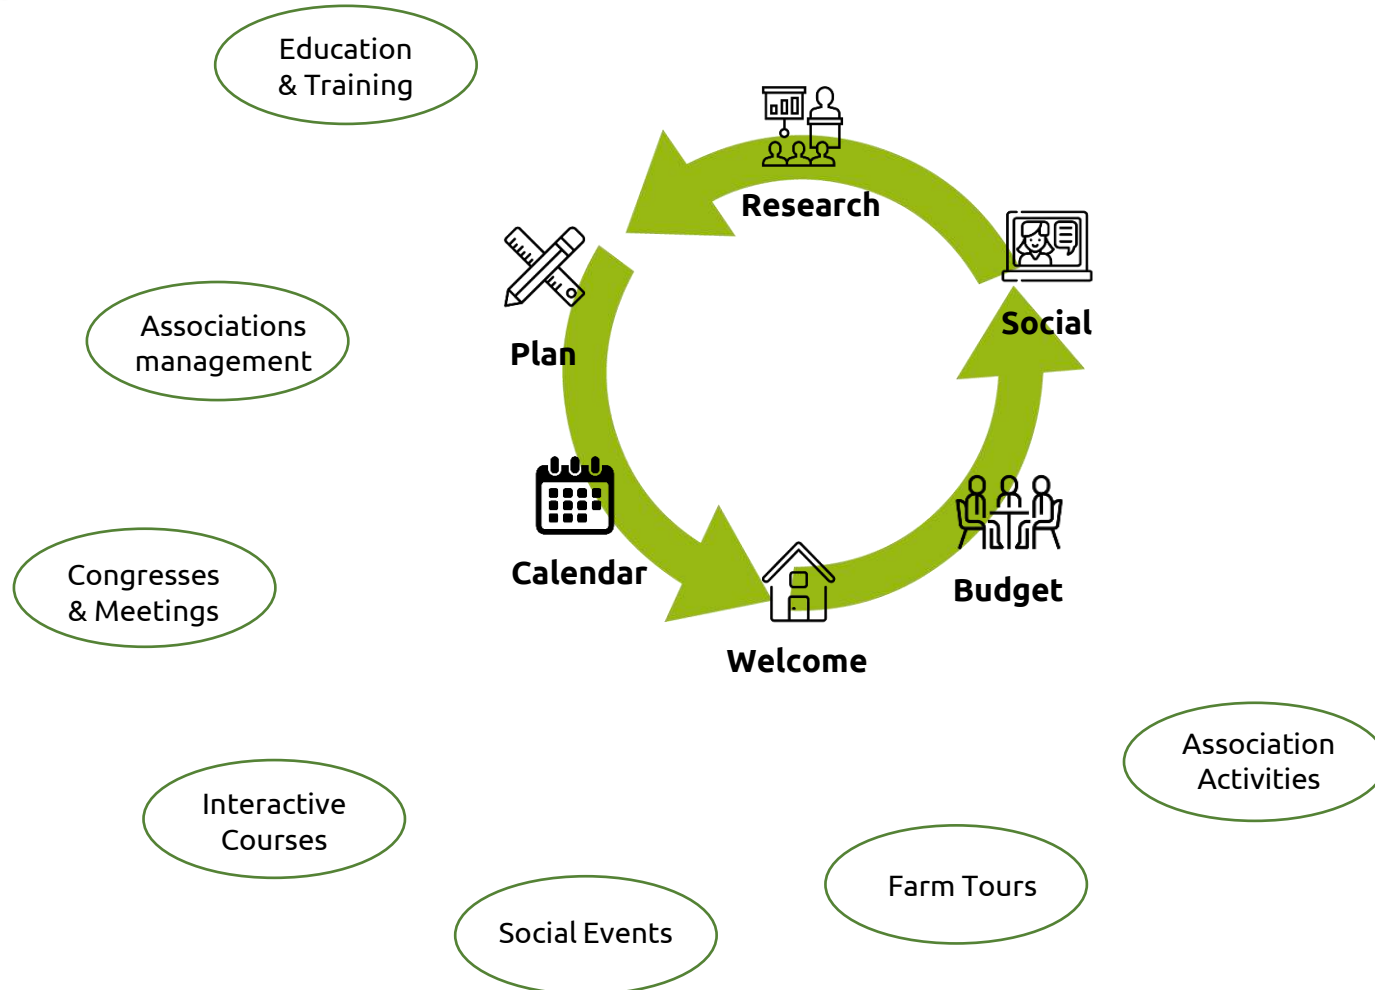 Education
& Training
Research
Social
Plan
Associations
management
Calendar
Budget
Congresses
& Meetings
Welcome
Association
Activities
Interactive
Courses
Farm Tours
Social Events